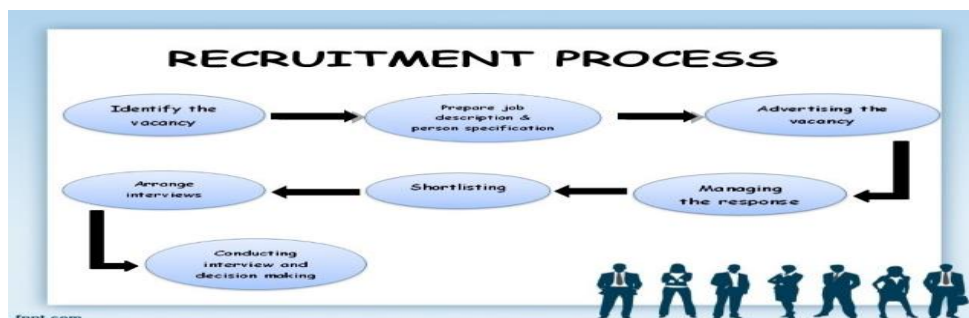 RECRUITMENT PROCESS
Identify the
vacancy
Prepare job
description &
person specification
Advertising the
vacancy
Managing
the response
Shortlisting
Arrange
interviews
Conducting
interview and
decision making